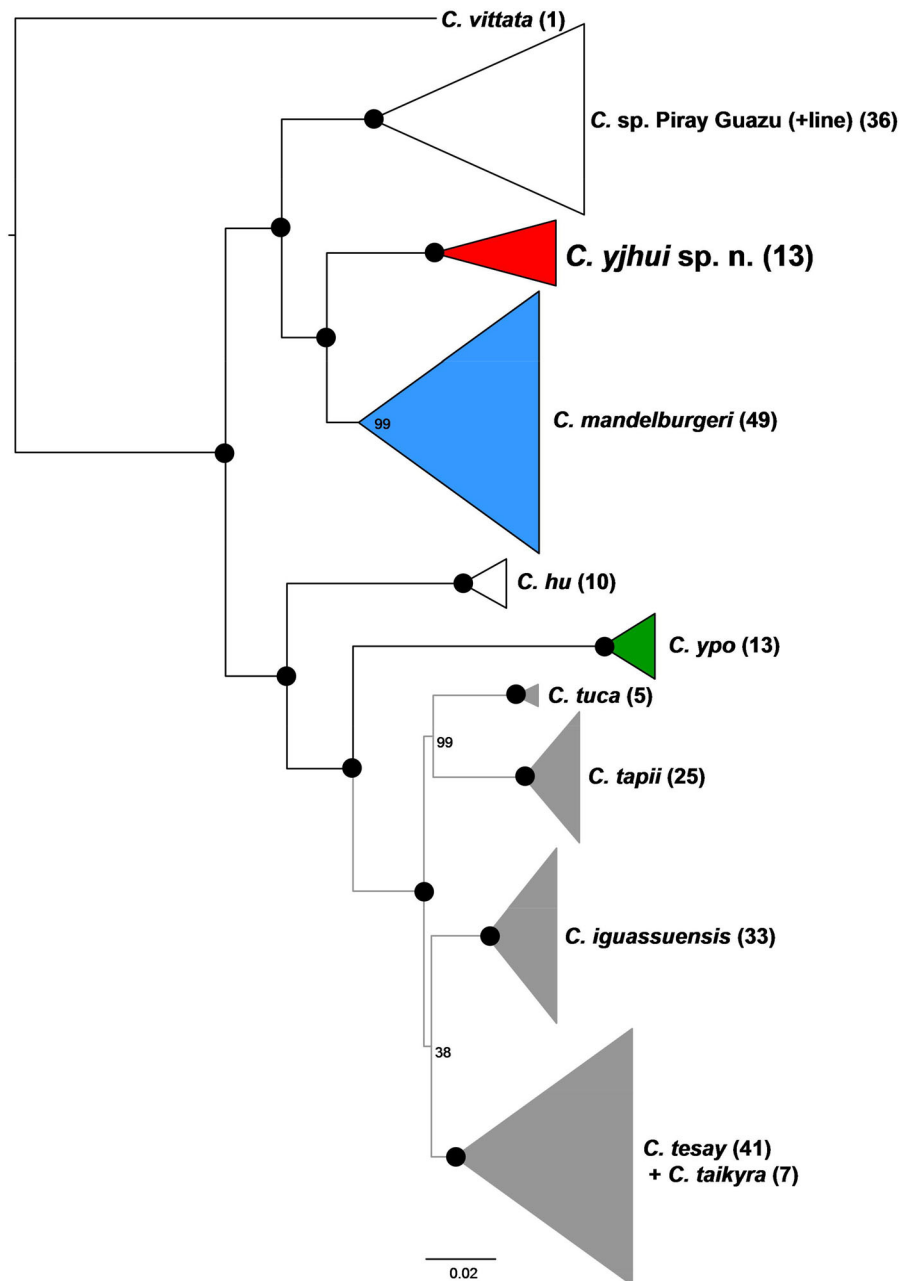 C. vittata (1)
C. sp. Piray Guazu (+line) (36)
C. yjhui sp. n. (13)
99
C. mandelburgeri (49)
C. hu (10)
C. ypo (13)
C. tuca (5)
99
C. tapii (25)
C. iguassuensis (33)
38
C. tesay (41)
+ C. taikyra (7)
0.02